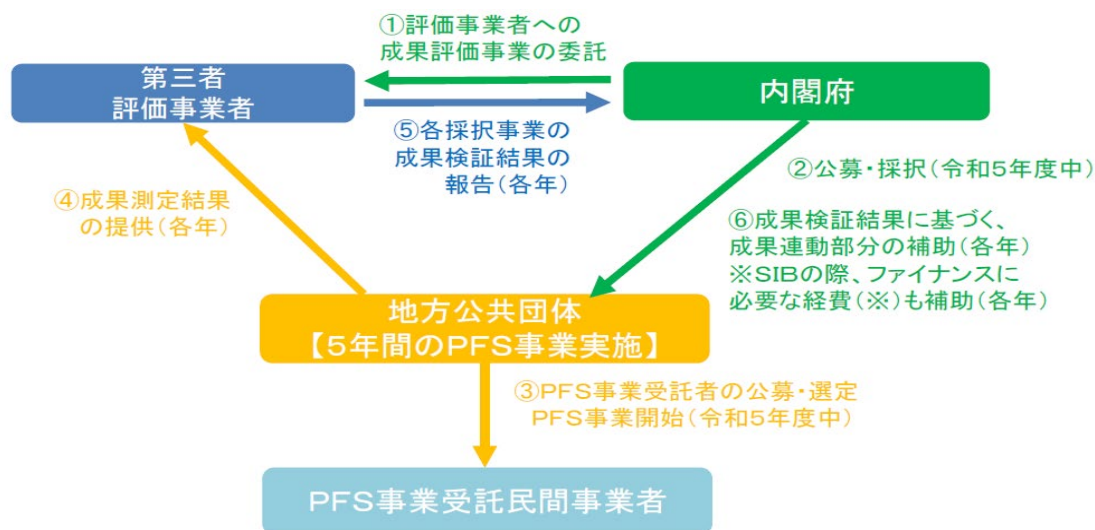 ①評価事業者への
成果評価事業の委託
第三者
評価事業者
内閣府
⑤各採択事業の
成果検証結果の
報告(各年)
②公募・採択(令和5年度中)
④成果測定結果
の提供(各年)
⑥成果検証結果に基づく、
成果連動部分の補助(各年)
※SIBの際、ファイナンスに
必要な経費(※)も補助(各年)
地方公共団体
【5年間のPFS事業実施】
③PFS事業受託者の公募・選定
PFS事業開始(令和5年度中)
PFS事業受託民間事業者